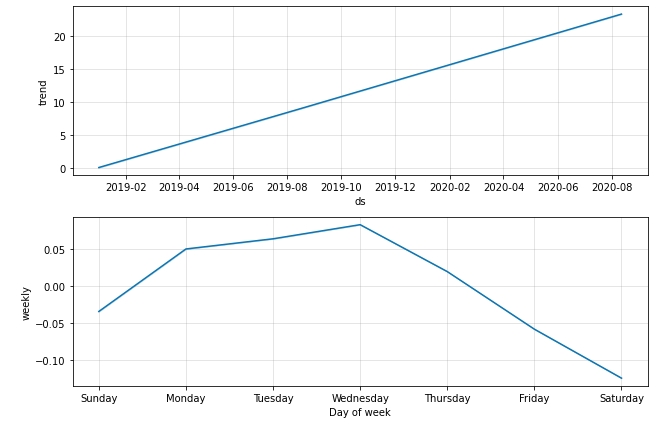 20
15
10
5
0
trend
2019-02 2019-04 2019-06 2019-08 2019-10 2019-12 2020-02 2020-04 2020-06 2020-08
ds
0.05
0.00
−0.05
−0.10
weekly
Sunday Monday Tuesday Wednesday Thursday Friday Saturday
Day of week